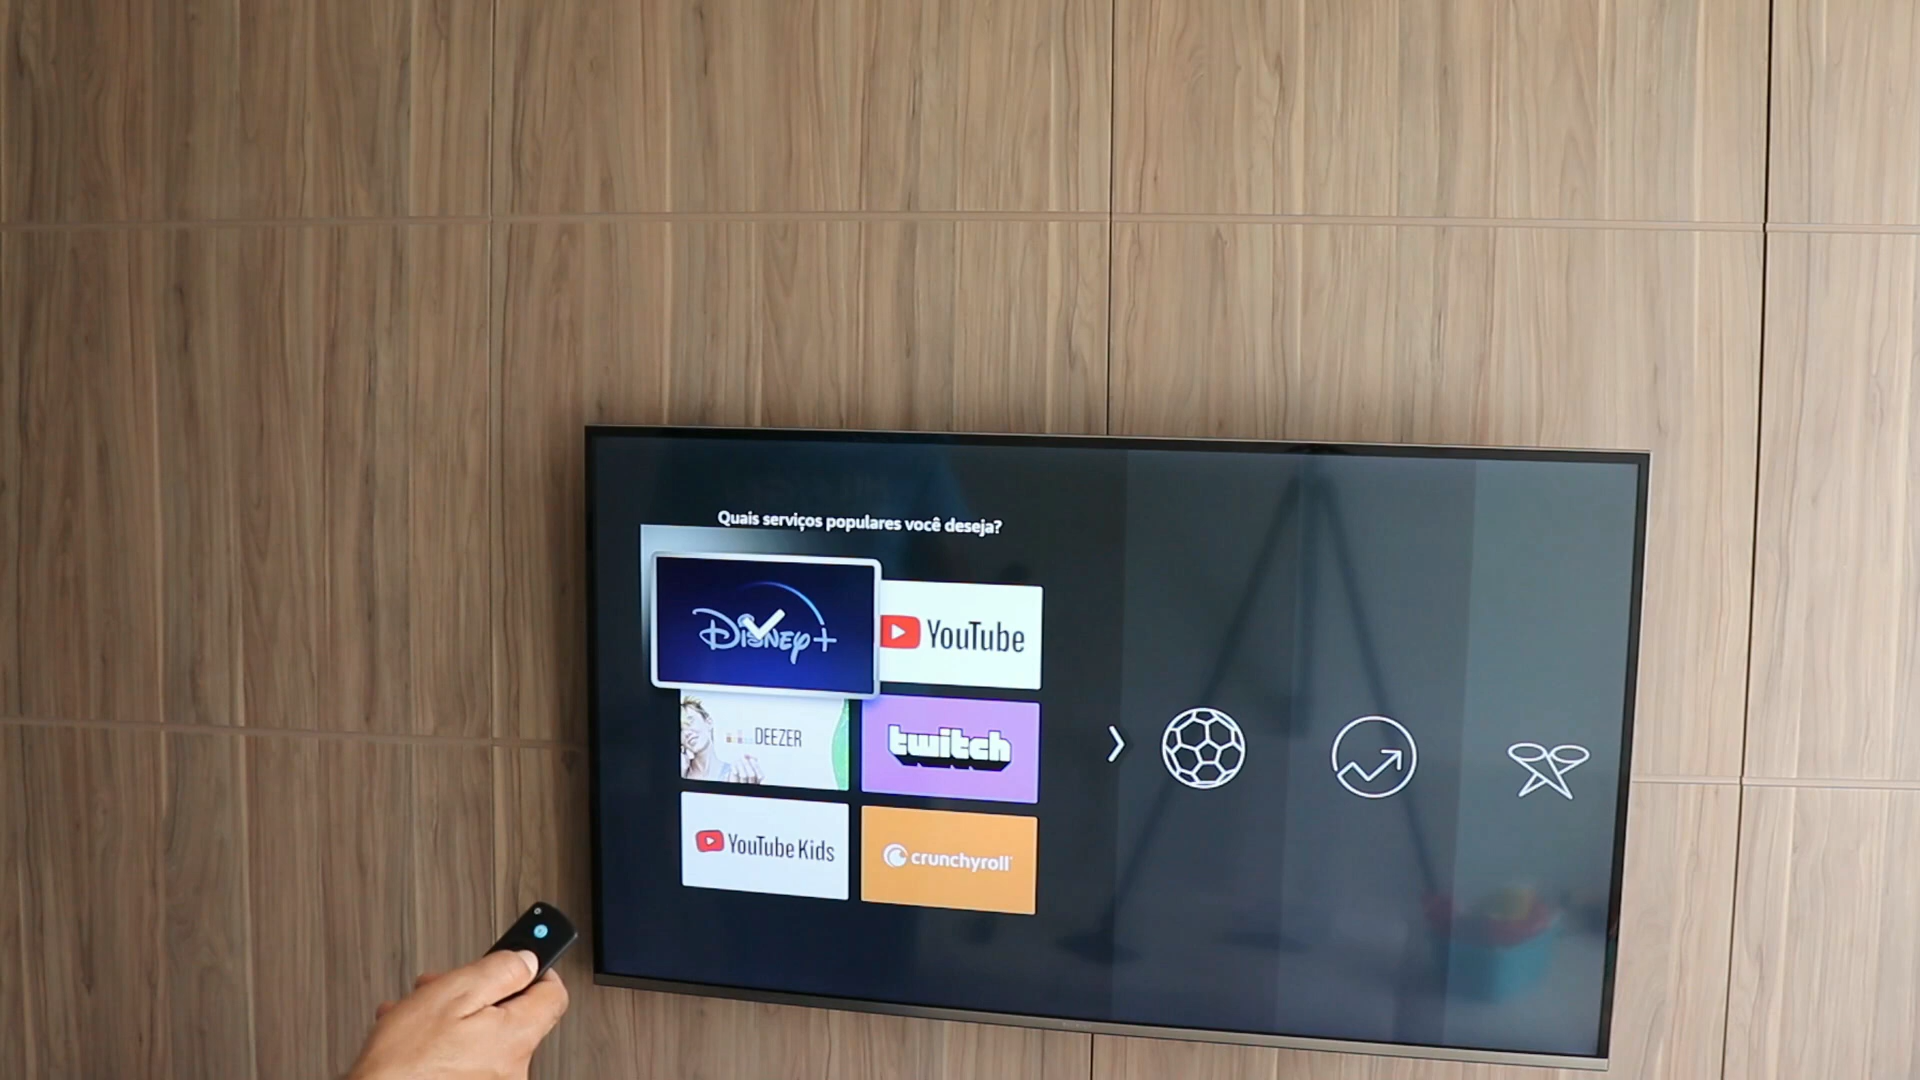 Quais serviços populares você deseja?
Disney+
YouTube
DEEZER
twitch
YouTube Kids
crunchyroll